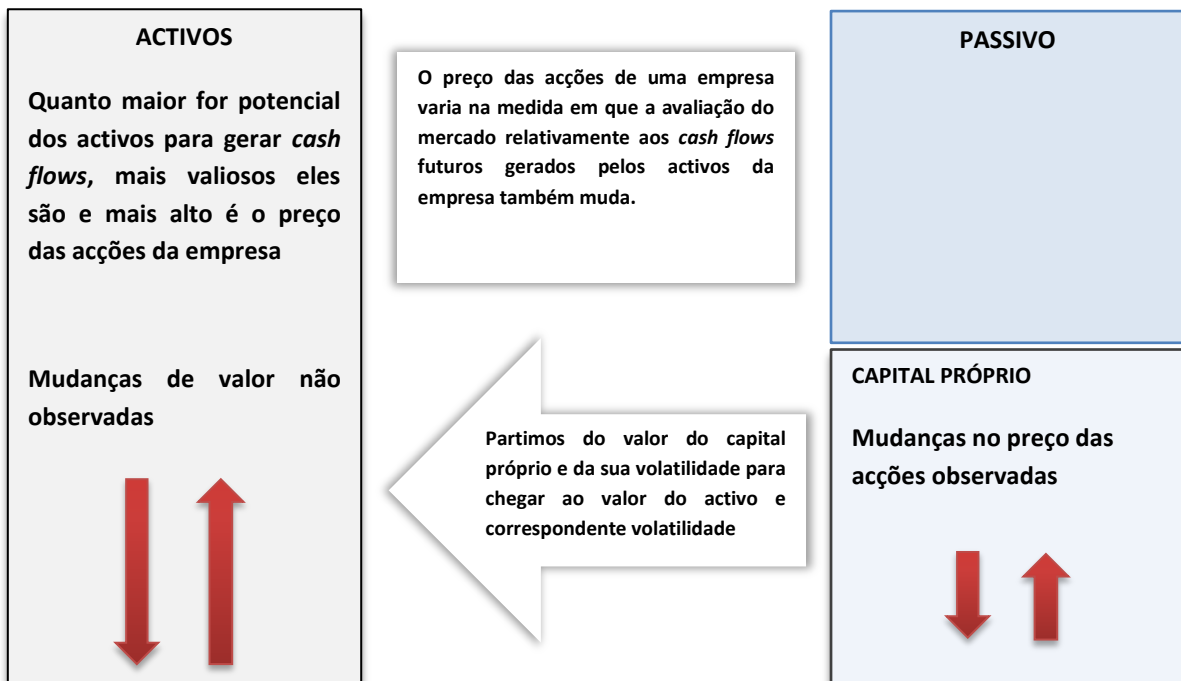 ACTIVOS
Quanto maior for potencial
dos activos para gerar cash
flows, mais valiosos eles
são e mais alto é o preço
das acções da empresa
Mudanças de valor não
observadas
O preço das acções de uma empresa
varia na medida em que a avaliação do
mercado relativamente aos cash flows
futuros gerados pelos activos da
empresa também muda.
Partimos do valor do capital
próprio e da sua volatilidade para
chegar ao valor do activo e
correspondente volatilidade
PASSIVO
CAPITAL PRÓPRIO
Mudanças no preço das
acções observadas